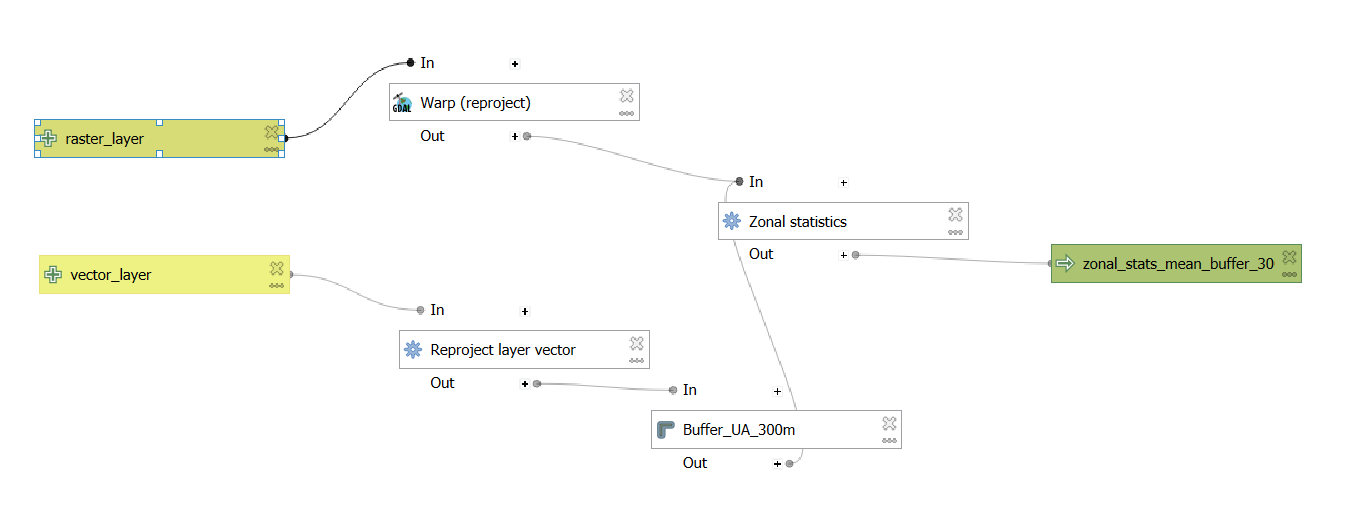 In
GDAL
Warp (reproject)
Out
raster_layer
In
Zonal statistics
Out
zonal_stats_mean_buffer_30
vector_layer
In
Reproject layer vector
Out
In
Buffer_UA_300m
Out